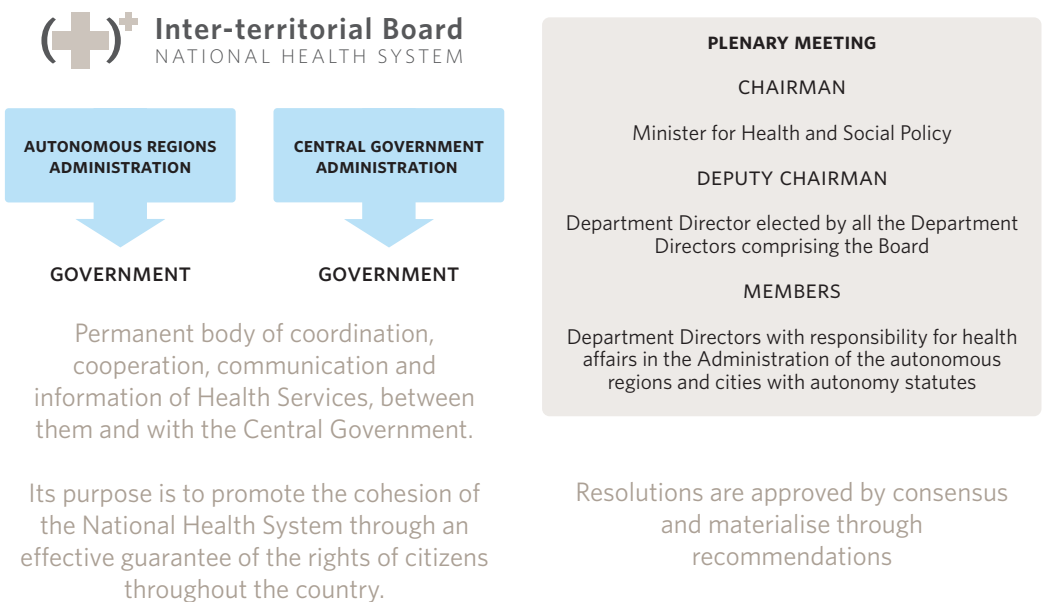 Inter-territorial Board
NATIONAL HEALTH SYSTEM
AUTONOMOUS REGIONS
ADMINISTRATION
GOVERNMENT
CENTRAL GOVERNMENT
ADMINISTRATION
GOVERNMENT
Permanent body of coordination,
cooperation, communication and
information of Health Services, between
them and with the Central Government.
Its purpose is to promote the cohesion of
the National Health System through an
effective guarantee of the rights of citizens
throughout the country.
PLENARY MEETING
CHAIRMAN
Minister for Health and Social Policy
DEPUTY CHAIRMAN
Department Director elected by all the Department
Directors comprising the Board
MEMBERS
Department Directors with responsibility for health
affairs in the Administration of the autonomous
regions and cities with autonomy statutes
Resolutions are approved by consensus
and materialise through
recommendations